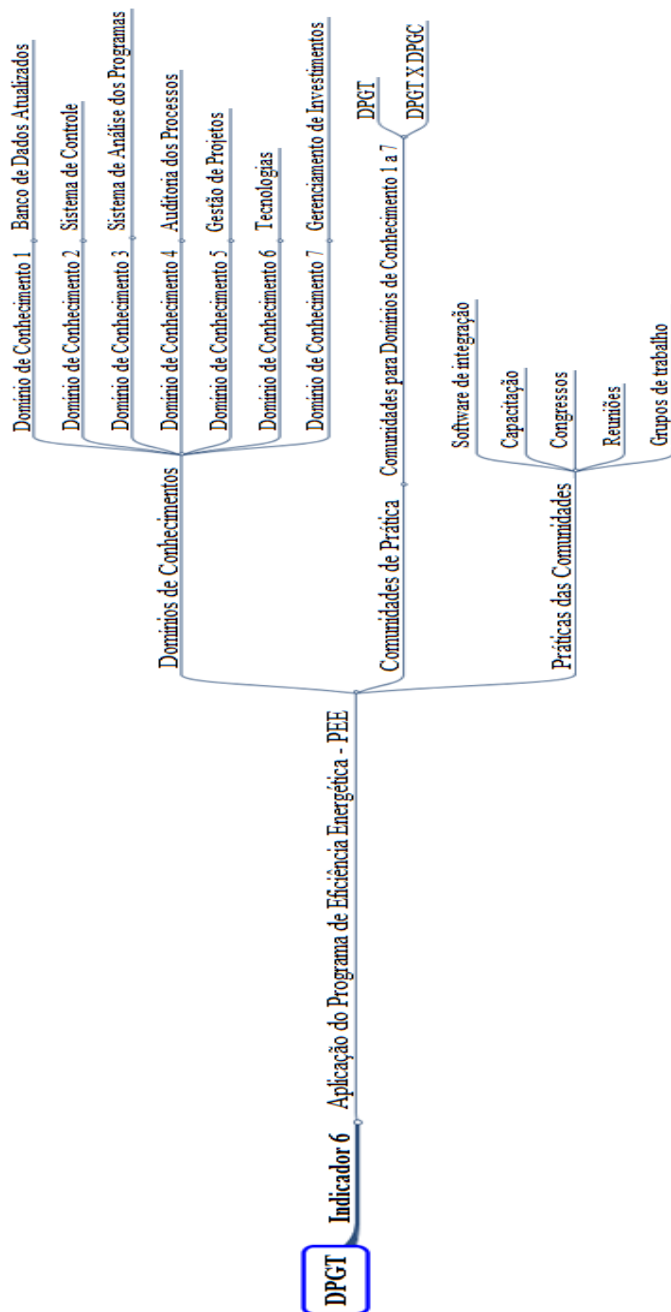 DPGT
Indicador 6
Aplicação do Programa de Eficiência Energética - PEE
Domínios de Conhecimentos
Domínio de Conhecimento 1
Banco de Dados Atualizados
Domínio de Conhecimento 2
Sistema de Controle
Domínio de Conhecimento 3
Sistema de Análise dos Programas
Domínio de Conhecimento 4
Auditoria dos Processos
Domínio de Conhecimento 5
Gestão de Projetos
Domínio de Conhecimento 6
Tecnologias
Domínio de Conhecimento 7
Gerenciamento de Investimentos
Comunidades de Prática
Comunidades para Domínios de Conhecimento 1 a 7
DPGT
DPGT X DPGC
Práticas das Comunidades
Software de integração
Capacitação
Congressos
Reuniões
Grupos de trabalho